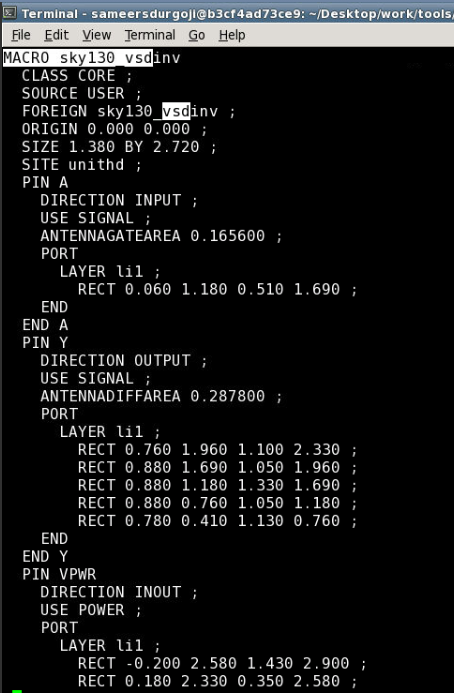 Terminal - sameersdurgoji@b3cf4ad73ce9: ~/Desktop/work/tools/
File Edit View Terminal Go Help
MACRO sky130_vsdinv
  CLASS CORE ;
  SOURCE USER ;
  FOREIGN sky130_vsdinv ;
  ORIGIN 0.000 0.000 ;
  SIZE 1.380 BY 2.720 ;
  SITE unithd ;
  PIN A
    DIRECTION INPUT ;
    USE SIGNAL ;
    ANTENNAGATEAREA 0.165600 ;
    PORT
      LAYER li1 ;
        RECT 0.060 1.180 0.510 1.690 ;
    END
  END A
  PIN Y
    DIRECTION OUTPUT ;
    USE SIGNAL ;
    ANTENNADIFFAREA 0.287800 ;
    PORT
      LAYER li1 ;
        RECT 0.760 1.960 1.100 2.330 ;
        RECT 0.880 1.690 1.050 1.960 ;
        RECT 0.880 1.180 1.330 1.690 ;
        RECT 0.880 0.760 1.050 1.180 ;
        RECT 0.780 0.410 1.130 0.760 ;
    END
  END Y
  PIN VPWR
    DIRECTION INOUT ;
    USE POWER ;
    PORT
      LAYER li1 ;
        RECT -0.200 2.580 1.430 2.900 ;
        RECT 0.180 2.330 0.350 2.580 ;